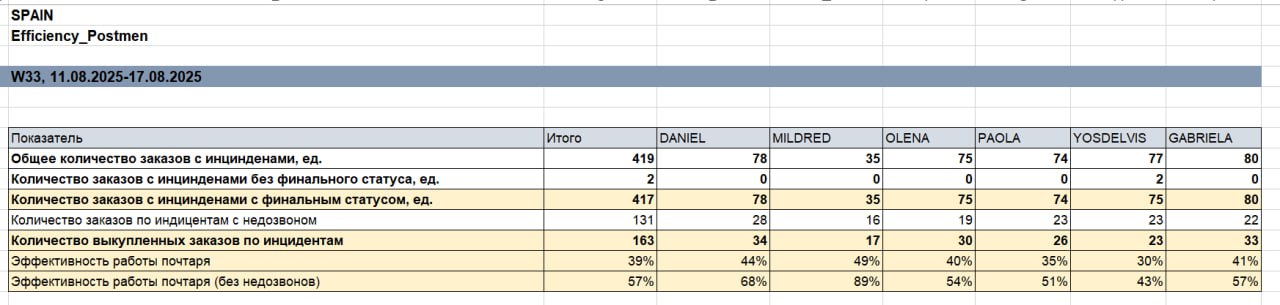 SPAIN
Efficiency_Postmen
W33, 11.08.2025-17.08.2025
Показатель Итого DANIEL MILDRED OLENA PAOLA YOSDELVIS GABRIELA
Общее количество заказов с инцинденами, ед. 419 78 35 75 74 77 80
Количество заказов с инцинденами без финального статуса, ед. 2 0 0 0 0 2 0
Количество заказов с инцинденами с финальным статусом, ед. 417 78 35 75 74 75 80
Количество заказов по индицентам с недозвоном 131 28 16 19 23 23 22
Количество выкупленных заказов по инцидентам 163 34 17 30 26 23 33
Эффективность работы почтаря 39% 44% 49% 40% 35% 30% 41%
Эффективность работы почтаря (без недозвонов) 57% 68% 89% 54% 51% 43% 57%